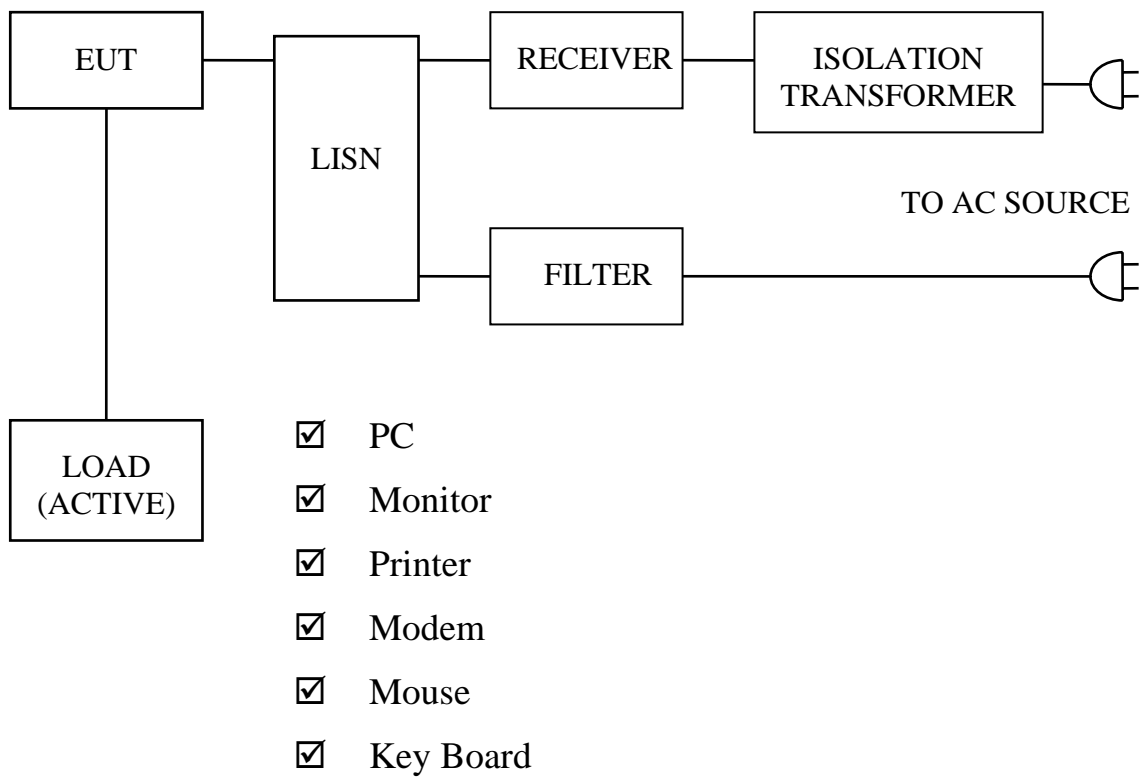 EUT
LISN
RECEIVER
ISOLATION
TRANSFORMER
TO AC SOURCE
FILTER
LOAD
(ACTIVE)
☑ PC
☑ Monitor
☑ Printer
☑ Modem
☑ Mouse
☑ Key Board